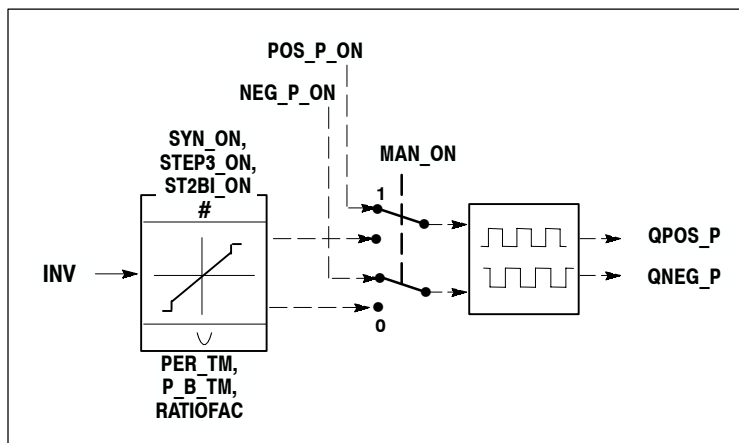 POS_P_ON
NEG_P_ON
SYN_ON,
STEP3_ON,
ST2BI_ON
#
MAN_ON
1
INV
QPOS_P
QNEG_P
0
PER_TM,
P_B_TM,
RATIOFAC